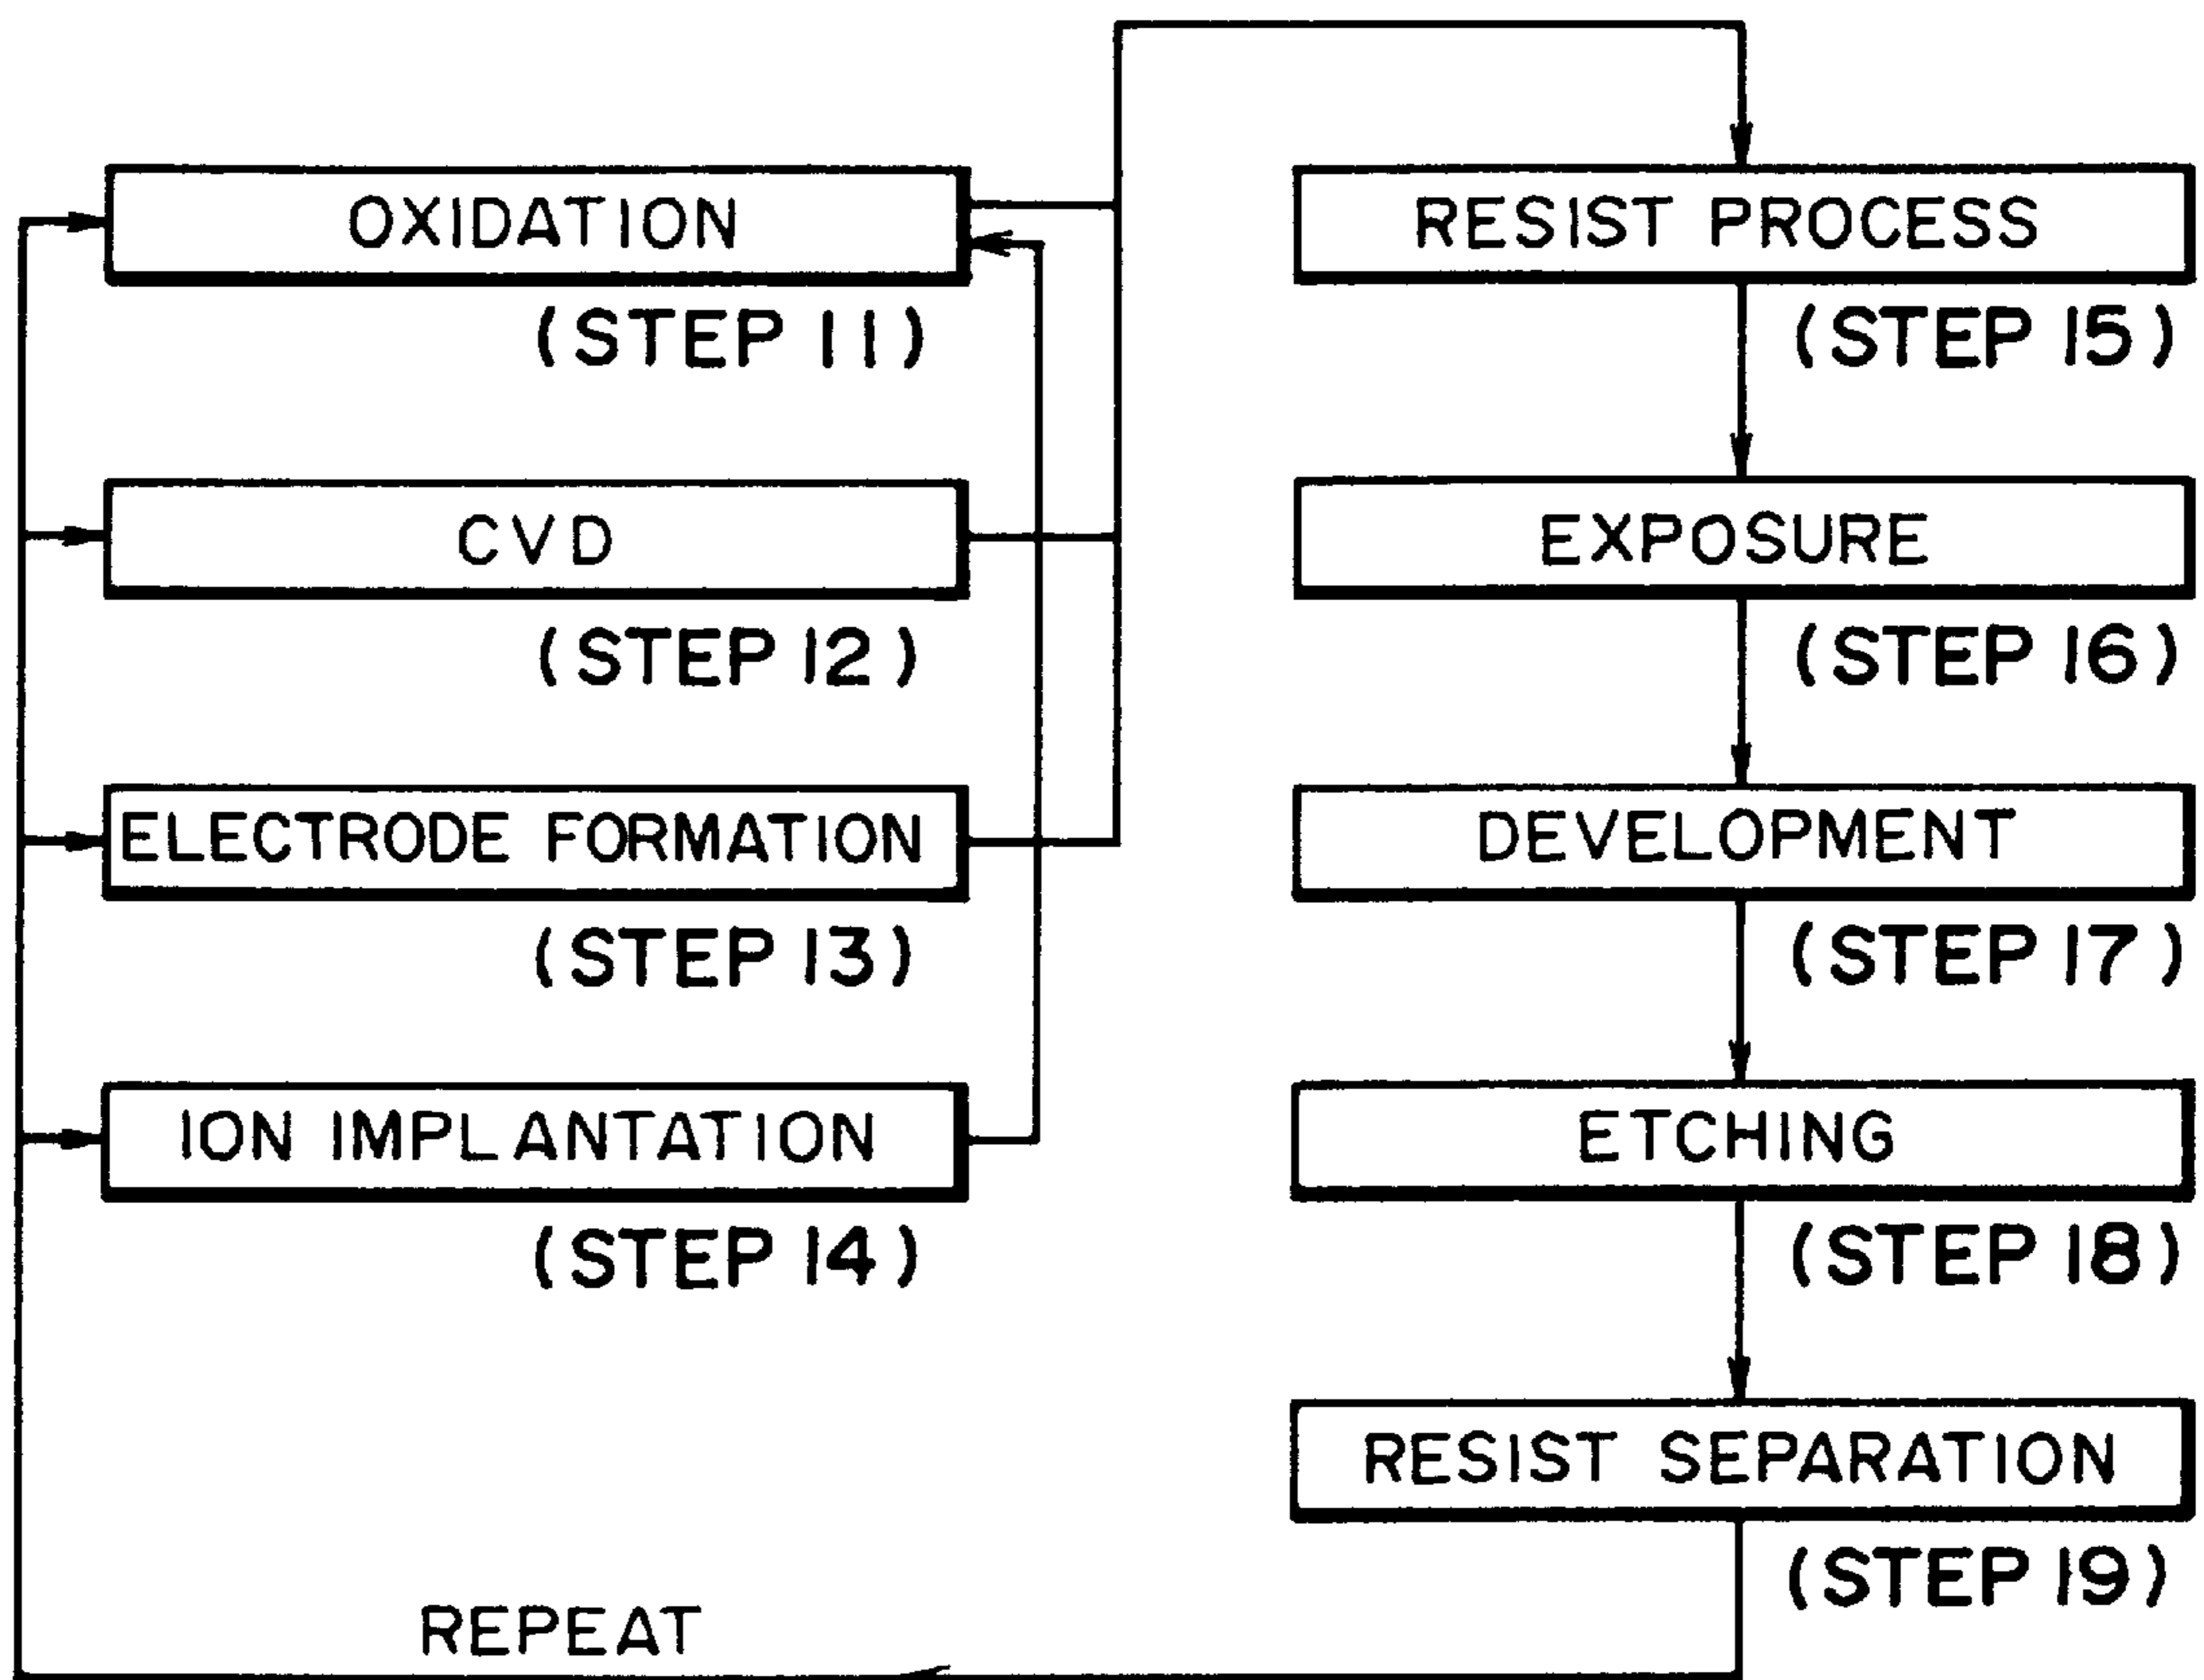 OXIDATION
(STEP 11)
CVD
(STEP 12)
ELECTRODE FORMATION
(STEP 13)
ION IMPLANTATION
(STEP 14)
RESIST PROCESS
(STEP 15)
EXPOSURE
(STEP 16)
DEVELOPMENT
(STEP 17)
ETCHING
(STEP 18)
RESIST SEPARATION
(STEP 19)
REPEAT